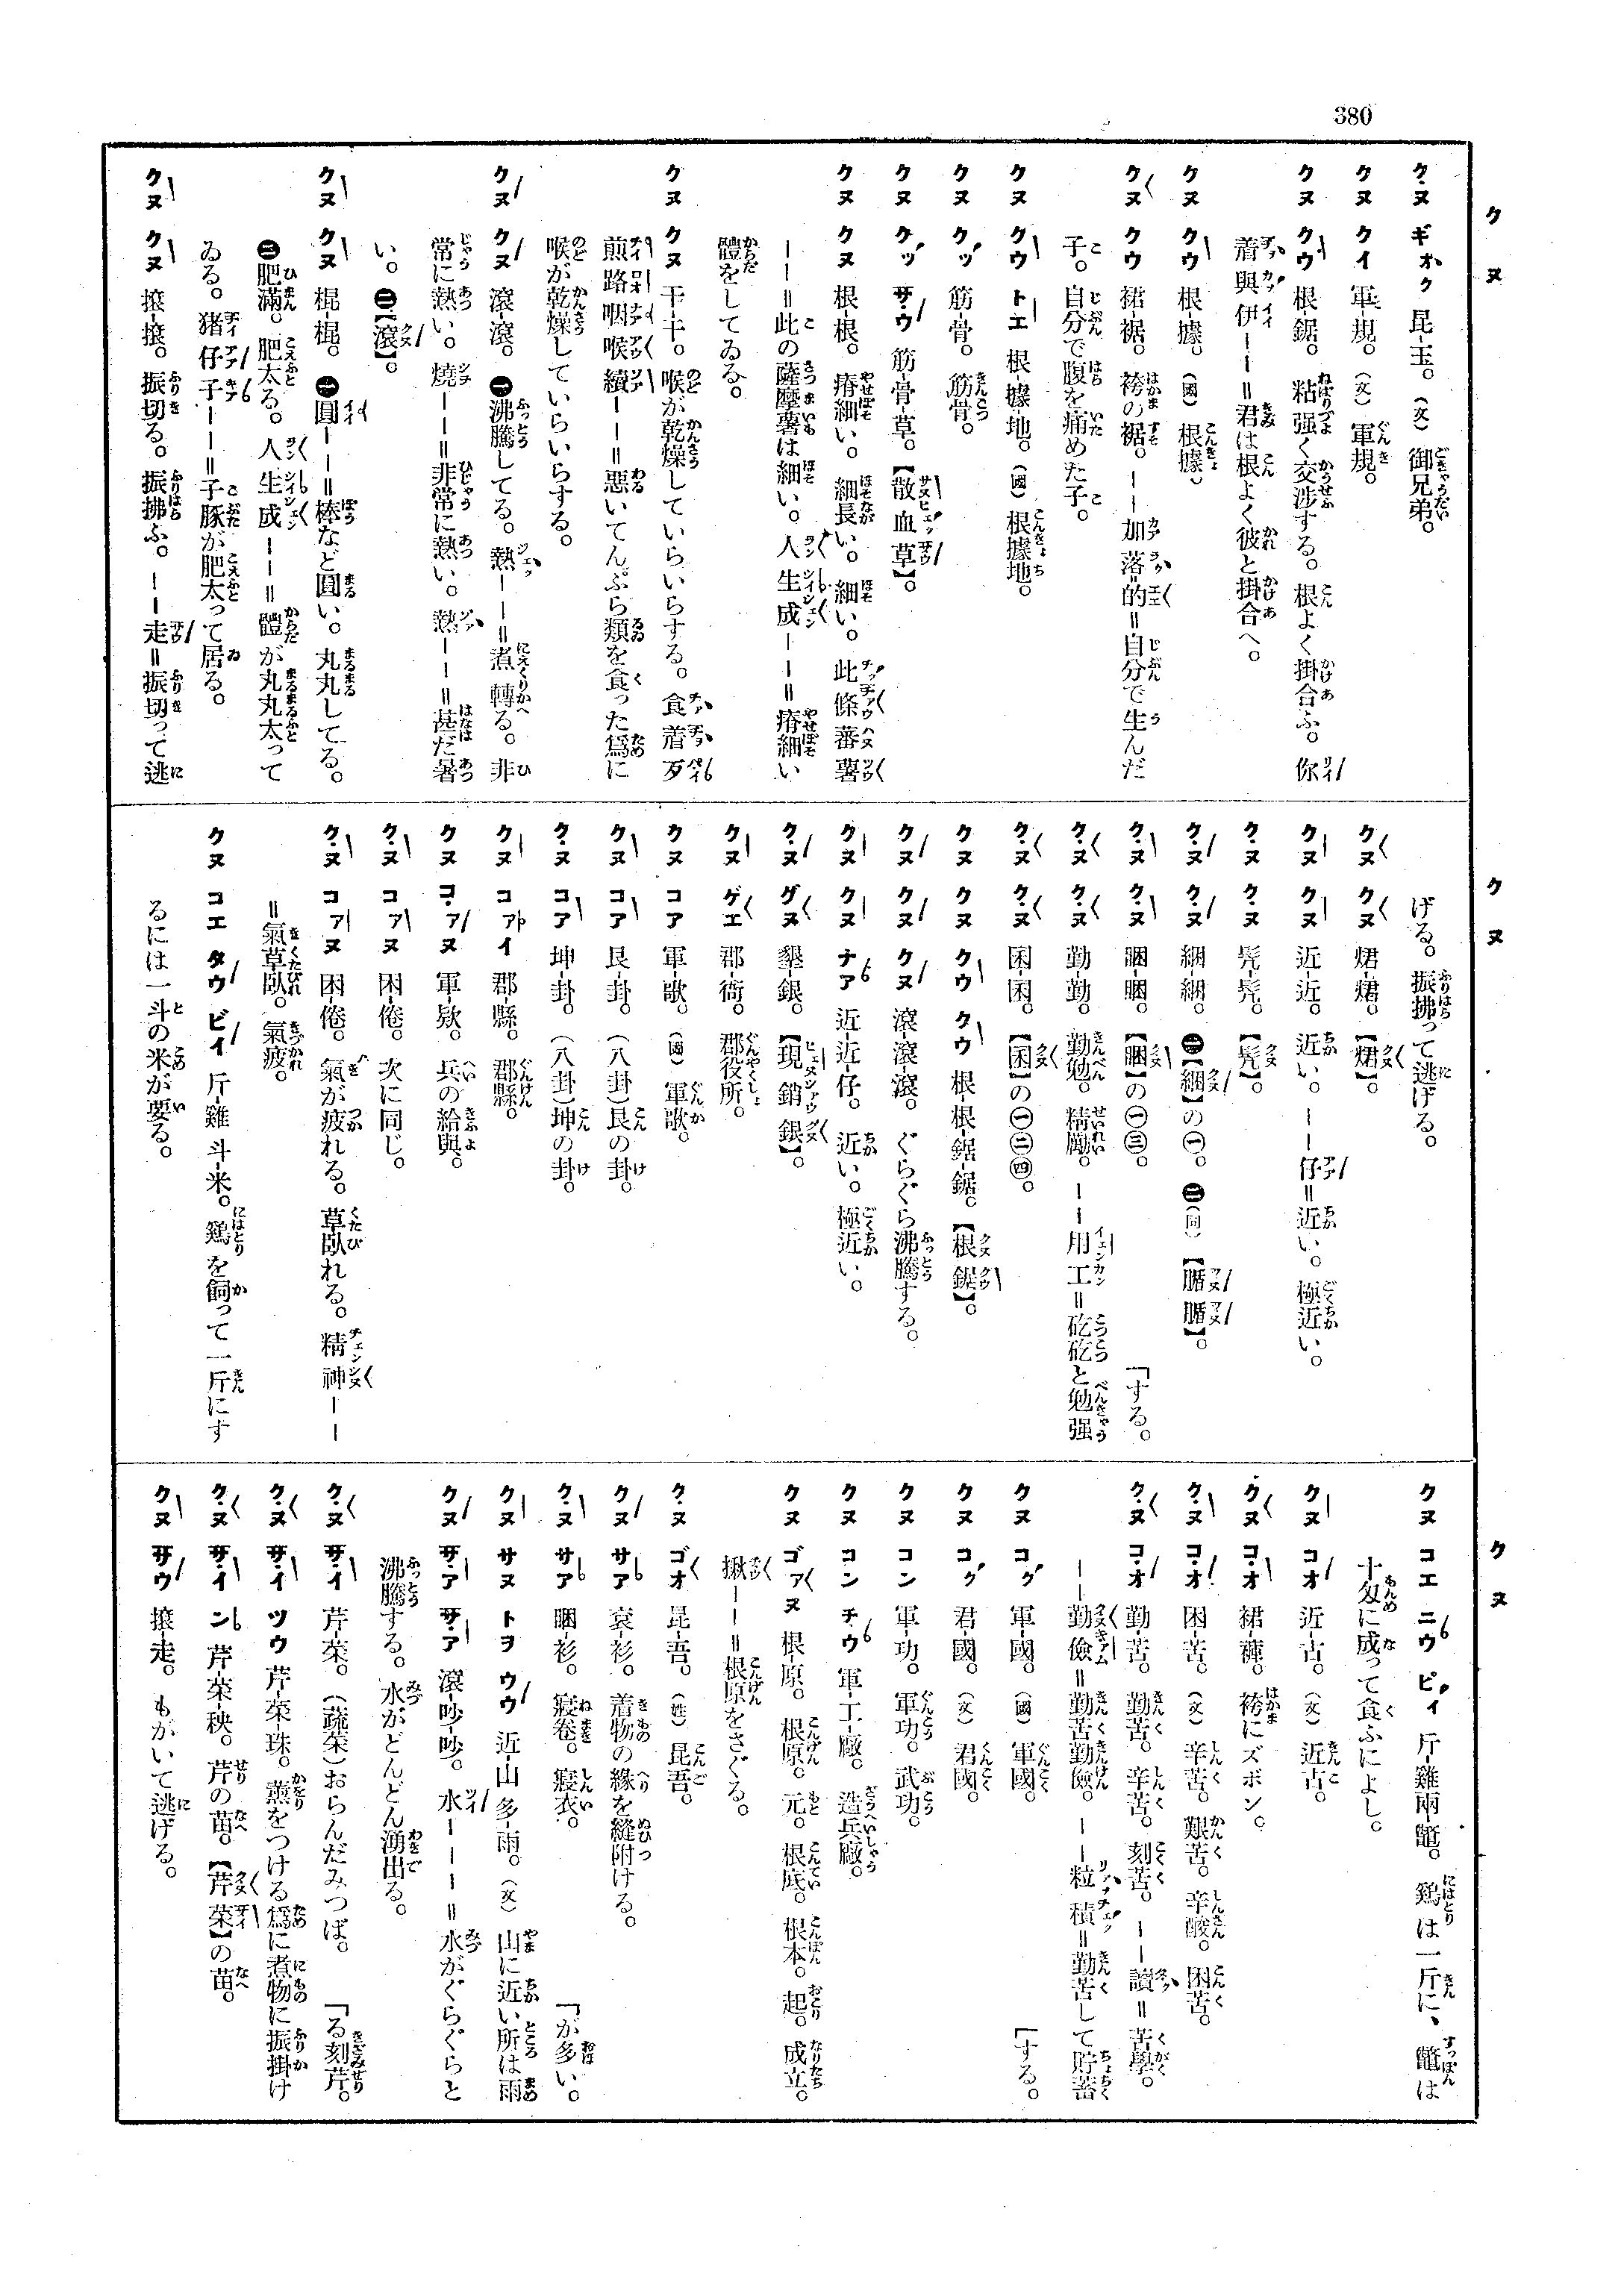 380
クヌ
クヌ ギオク 昆-玉。(文)御兄弟。
クヌ クイ 軍-規。(文)軍規。
クヌ クウ 根-鋸。粘强く交涉する。根よく掛合ふ。你
着與伊——=君は根よく彼と掛合へ。
クヌ クウ 根-據。(國)根據。
クヌ クウ 裙-裾。袴の裾。——加落的=自分で生んだ
子。自分で腹を痛めた子。
クヌ クウ トエ 根-據-地。(國)根據地。
クヌ クッ 筋-骨。筋骨。
クヌ クッ サウ 筋-骨-草。【散血草】。
クヌ クヌ 根-根。瘠細い。細長い。細い。此條蕃薯
——=此の薩摩薯は細い。人生成——=瘠細い
體をしてゐる。
クヌ クヌ 干-干。喉が乾燥していらいらする。食着歹
煎路咽喉續——=惡いてんぷら類を食った爲に
喉が乾燥していらいらする。
クヌ クヌ 滾-滾。㊀沸騰してる。熱——=煮轉る。非
常に熱い。燒——=非常に熱い。熱——=甚だ暑
い。㊁【滾】。
クヌ クヌ 棍-棍。㊀圓——=棒など圓い。丸丸してる。
㊁肥滿。肥太る。人生成——=體が丸丸太って
ゐる。猪仔子——=子豚が肥太って居る。
クヌ クヌ 㨰-㨰。振切る。振拂ふ。——走=振切って逃
クヌ
げる。振拂って逃げる。
クヌ クヌ 焄-焄。【焄】。
クヌ クヌ 近-近。近い。——仔=近い。極近い。
クヌ クヌ 髡-髡。【髡】。
クヌ クヌ 綑-綑。㊀【綑】の㊀。㊁(同)【腯腯】。
クヌ クヌ 睏-睏。【睏】の㊀㊂。
クヌ クヌ 勤-勤。勤勉。精勵。——用工=矻矻と勉强
「する。
クヌ クヌ 困-困。【困】の㊀㊁㊃。
クヌ クヌ クウ クウ 根-根-鋸-鋸。【根鋸】。
クヌ クヌ クヌ 滾-滾-滾。ぐらぐら沸騰する。
クヌ クヌ ナア 近-近-仔。近い。極近い。
クヌ グヌ 墾-銀。【現銷銀】。
クヌ ゲエ 郡-衙。郡役所。
クヌ コア 軍-歌。(國)軍歌。
クヌ コア 艮-卦。(八卦)艮の卦。
クヌ コア 坤-卦。(八卦)坤の卦。
クヌ コァイ 郡-縣。郡縣。
クヌ コァヌ 軍-欵。兵の給與。
クヌ コァヌ 困-倦。次に同じ。
クヌ コァヌ 困-倦。氣が疲れる。草臥れる。精神——
=氣草臥。氣疲。
クヌ コエ タウ ビイ 斤-雞 斗-米。鷄を飼って一斤にす
るには一斗の米が要る。
クヌ
クヌ コエ ニウ ピィ 斤-雞兩-鼈。鷄は一斤に、鼈は
十匁に成って食ふによし。
クヌ コオ 近-古。(文)近古。
クヌ コオ 裙-褲。袴にズボン。
クヌ コオ 困-苦。(文)辛苦。艱苦。辛酸。困苦。
クヌ コオ 勤-苦。勤苦。辛苦。刻苦。——讀=苦學。
——勤儉=勤苦勤儉。——粒積=勤苦して貯蓄
「する。
クヌ コク 軍-國。(國)軍國。
クヌ コク 君-國。(文)君國。
クヌ コン 軍-功。軍功。武功。
クヌ コン チウ 軍-工-廠。造兵廠。
クヌ ゴァヌ 根-原。根原。元。根底。根本。起。成立。
揪——=根原をさぐる。
クヌ ゴオ 昆-吾。(姓)昆吾。
クヌ サア 袞-衫。着物の緣を縫附ける。
クヌ サア 睏-衫。寢卷。寢衣。
クヌ サヌ トヲ ウウ 近-山 多-雨。(文)山に近い所は雨
「が多い。
クヌ サア サア 滾-吵-吵。水———=水がぐらぐらと
沸騰する。水がどんどん湧出る。
クヌ サイ 芹-菜。(蔬菜)おらんだみつば。
クヌ サイ ツウ 芹-菜-珠。薰をつける爲に煮物に振掛け
「る刻芹。
クヌ サイ ン 芹-菜-秧。芹の苗。【芹菜】の苗。
クヌ サウ 㨰-走。もがいて逃げる。